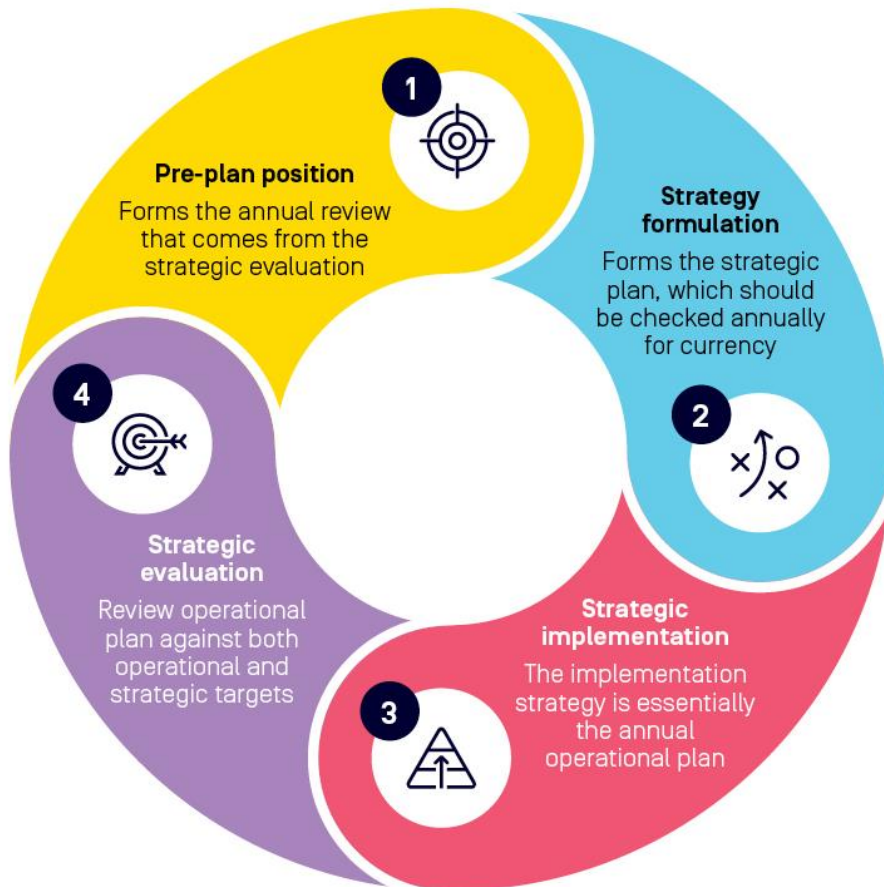 1
Pre-plan position
Forms the annual review
that comes from the
strategic evaluation
Strategy
formulation
Forms the strategic
plan, which should
be checked annually
for currency
2
Strategic
implementation
The implementation
strategy is essentially
the annual
operational plan
3
4
Strategic
evaluation
Review operational
plan against both
operational and
strategic targets